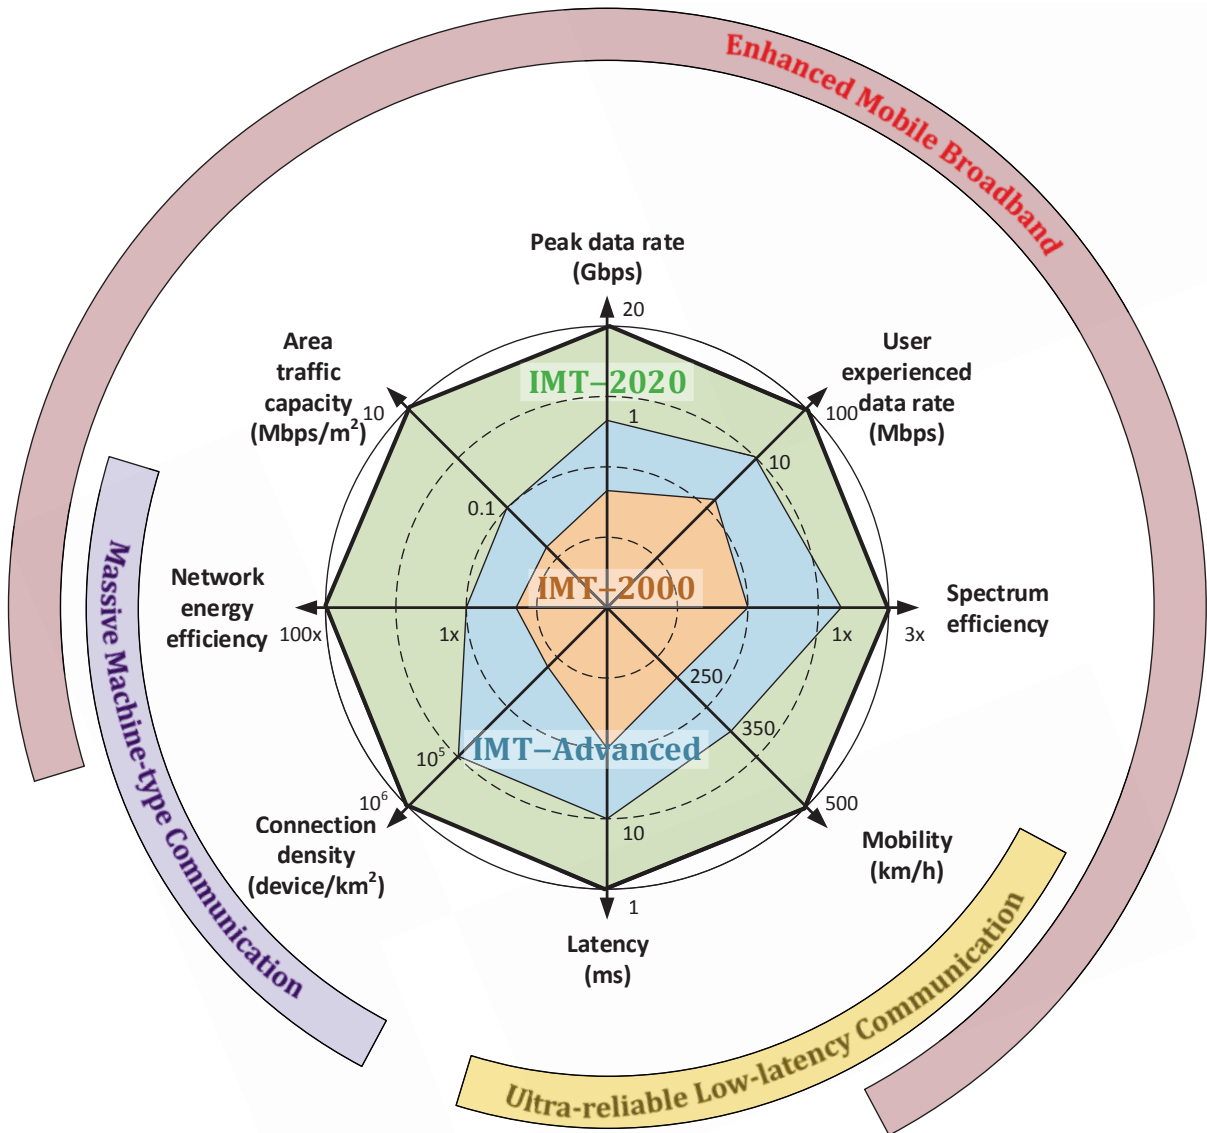 Enhanced Mobile Broadband
Peak data rate
(Gbps)
20
Area
traffic
capacity
(Mbps/m²)
10
User
experienced
data rate
(Mbps)
100
IMT–2020
1
10
0.1
Network
energy
efficiency
100x
1x
IMT–2000
Spectrum
efficiency
1x
3x
250
350
500
IMT–Advanced
10⁵
10⁶
Connection
density
(device/km²)
10
1
Latency
(ms)
Mobility
(km/h)
Massive Machine-type Communication
Ultra-reliable Low-latency Communication